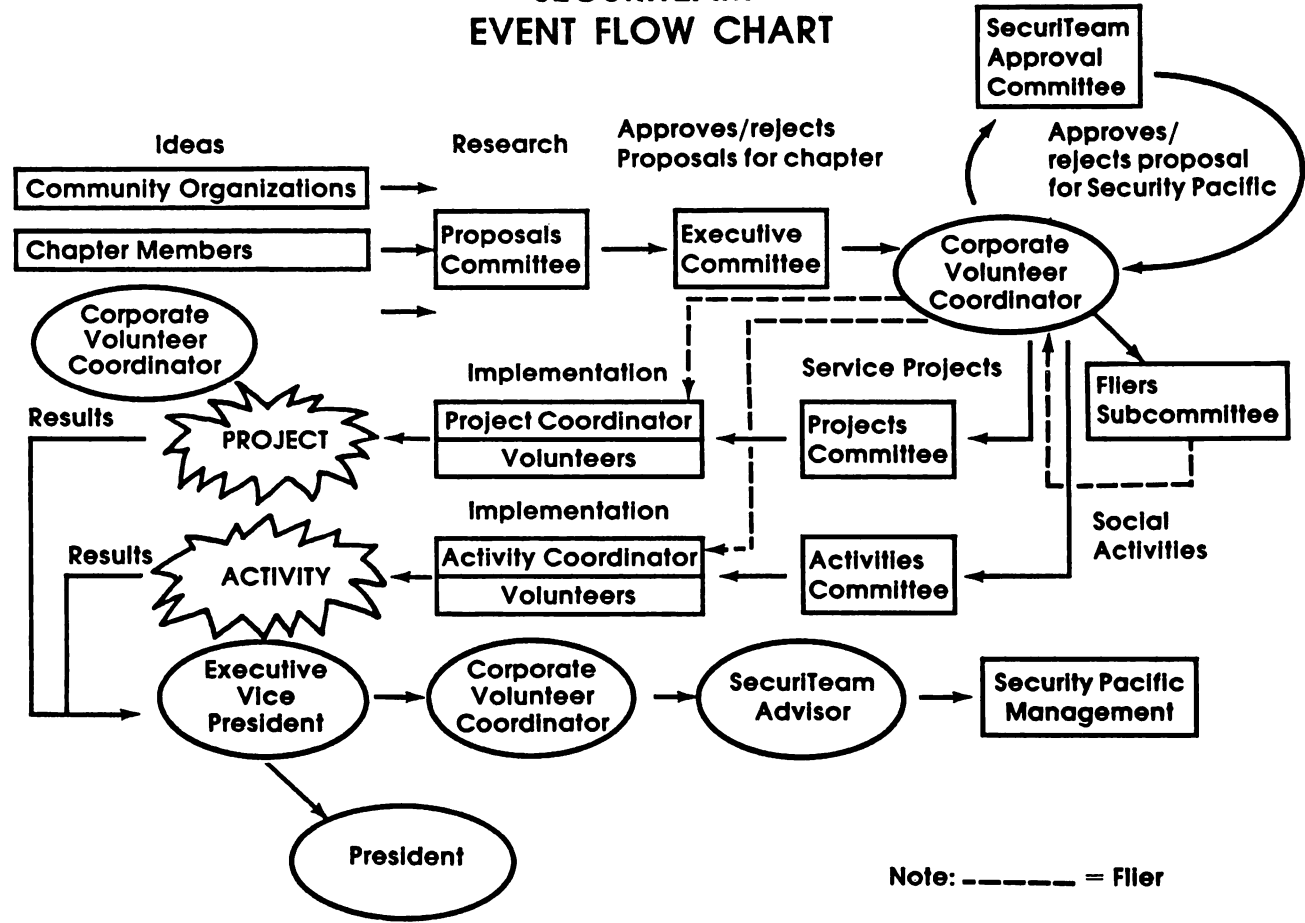 EVENT FLOW CHART
SecuriTeam
Approval
Committee
Ideas
Research
Approves/rejects
Proposals for chapter
Approves/
rejects proposal
for Security Pacific
Community Organizations
Chapter Members
Proposals
Committee
Executive
Committee
Corporate
Volunteer
Coordinator
Corporate
Volunteer
Coordinator
Implementation
Service Projects
Fliers
Subcommittee
Results
PROJECT
Project Coordinator
Volunteers
Projects
Committee
Implementation
Social
Activities
Results
ACTIVITY
Activity Coordinator
Volunteers
Activities
Committee
Executive
Vice
President
Corporate
Volunteer
Coordinator
SecuriTeam
Advisor
Security Pacific
Management
President
Note: = Flier